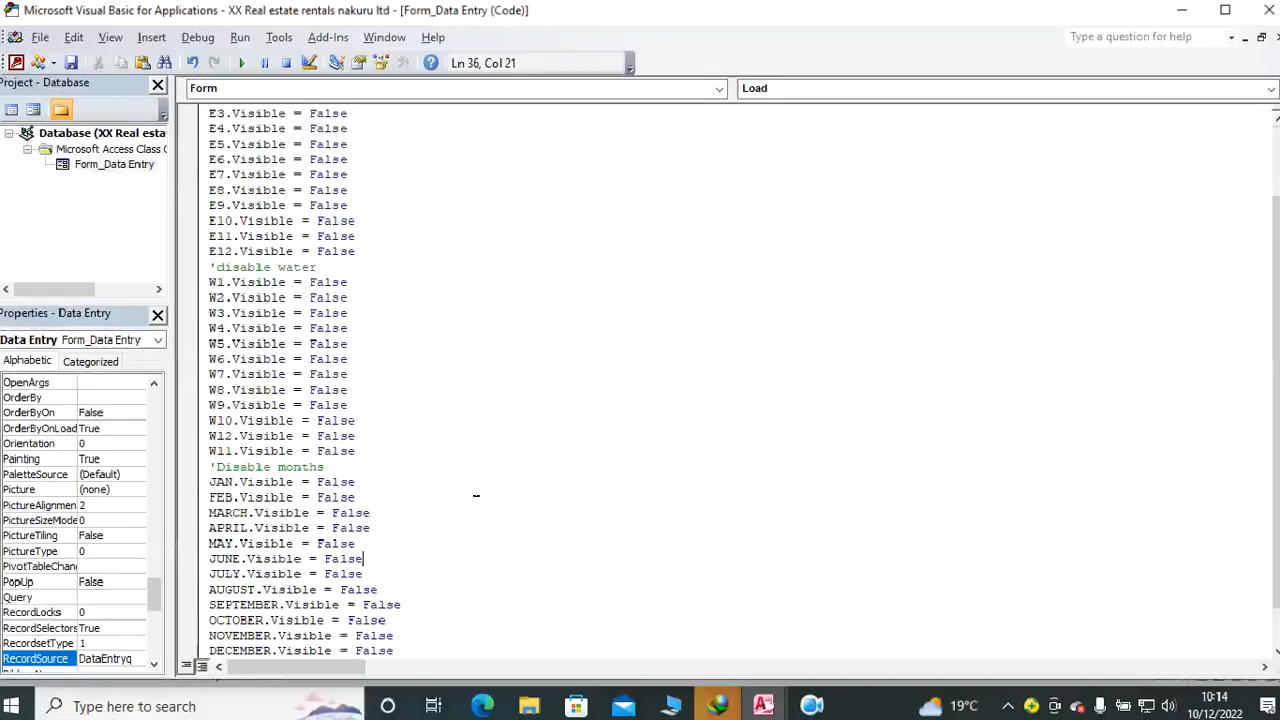 Microsoft Visual Basic for Applications - XX Real estate rentals nakuru ltd - [Form_Data Entry (Code)]
File Edit View Insert Format Debug Run Tools Add-Ins Window Help
Type a question for help
Ln 36, Col 21
Project - Database
Form
Load
Database (XX Real esta
Microsoft Access Class
Form_Data Entry
E3.Visible = False
E4.Visible = False
E5.Visible = False
E6.Visible = False
E7.Visible = False
E8.Visible = False
E9.Visible = False
E10.Visible = False
E11.Visible = False
E12.Visible = False
'disable water
W1.Visible = False
W2.Visible = False
W3.Visible = False
W4.Visible = False
W5.Visible = False
W6.Visible = False
W7.Visible = False
W8.Visible = False
W9.Visible = False
W10.Visible = False
W12.Visible = False
W11.Visible = False
'Disable months
JAN.Visible = False
FEB.Visible = False
MARCH.Visible = False
APRIL.Visible = False
MAY.Visible = False
JUNE.Visible = False
JULY.Visible = False
AUGUST.Visible = False
SEPTEMBER.Visible = False
OCTOBER.Visible = False
NOVEMBER.Visible = False
DECEMBER.Visible = False
Properties - Data Entry
Data Entry Form_Data Entry
Alphabetic Categorized
OpenArgs
OrderBy
OrderByOn False
OrderByOnLoad True
Orientation 0
Painting True
PaletteSource (Default)
Picture (none)
PictureAlignmen 2
PictureSizeMode 0
PictureTiling False
PictureType 0
PivotTableChan
PopUp False
Query
RecordLocks 0
RecordSelectors True
RecordsetType 1
RecordSource DataEntryq
Type here to search
19°C
10:14
10/12/2022